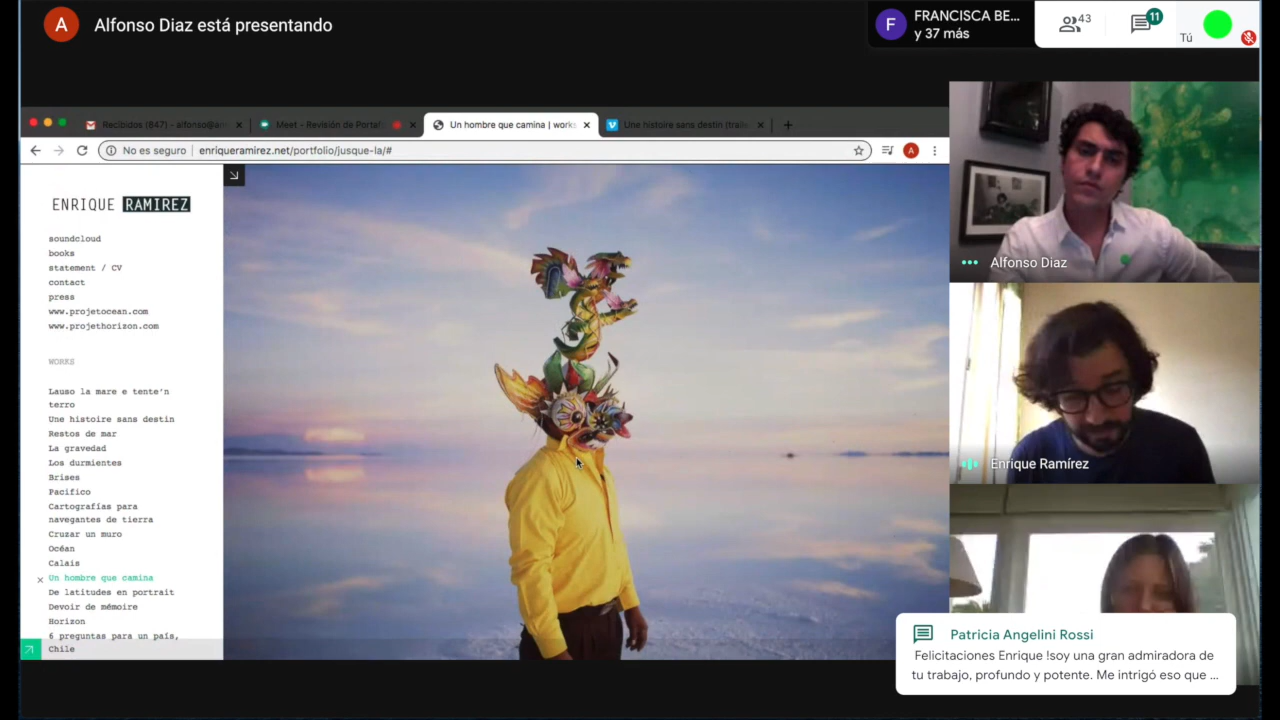 A
Alfonso Diaz está presentando
F
FRANCISCA BE...
y 37 más
43
11
Tú
Recibidos (847) - alfonso@an
Meet - Revisión de Portaf
Un hombre que camina | works
Une histoire sans destin (traile
No es seguro
enriqueramirez.net/portfolio/jusque-la/#
A
ENRIQUE RAMIREZ
soundcloud
books
statement / CV
contact
press
www.projetocean.com
www.projethorizon.com
WORKS
Lauso la mare e tente'n
terro
Une histoire sans destin
Restos de mar
La gravedad
Los durmientes
Brises
Pacifico
Cartografías para
navegantes de tierra
Cruzar un muro
Océan
Calais
Un hombre que camina
De latitudes en portrait
Devoir de mémoire
Horizon
6 preguntas para un país,
Chile
Alfonso Diaz
Enrique Ramírez
Patricia Angelini Rossi
Felicitaciones Enrique !soy una gran admiradora de
tu trabajo, profundo y potente. Me intrigó eso que ...